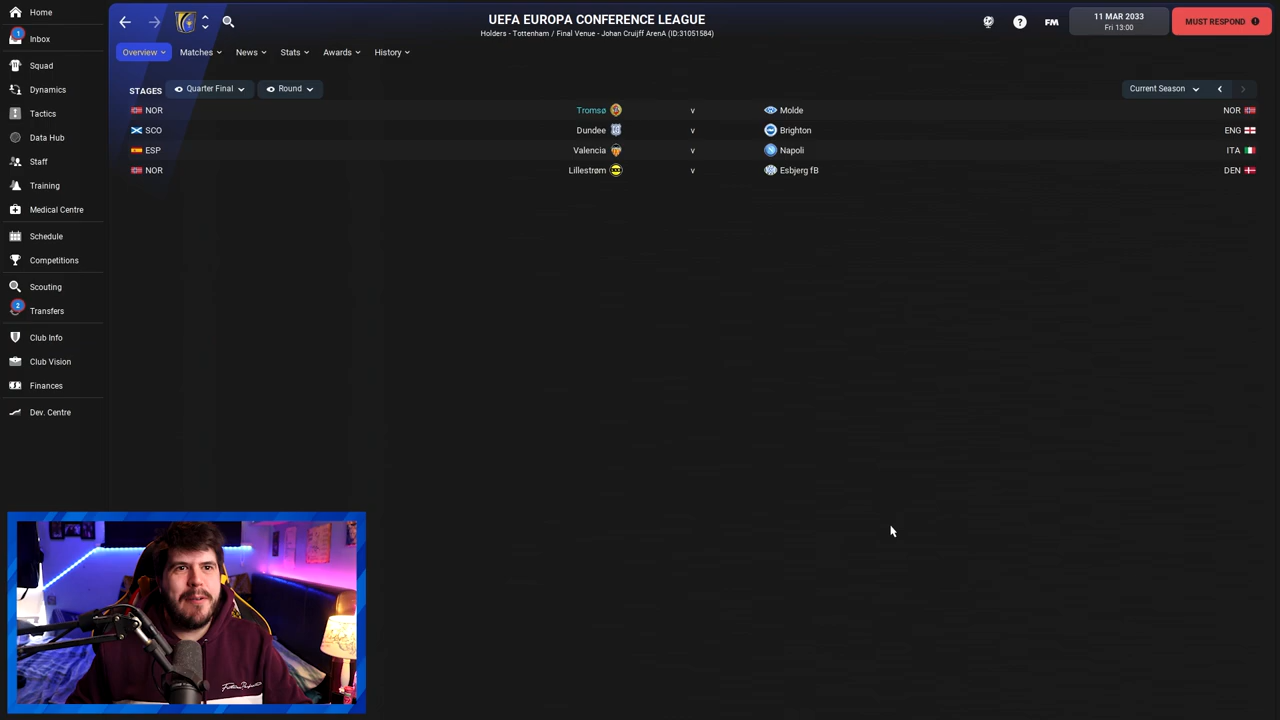 Home
UEFA EUROPA CONFERENCE LEAGUE
Holders - Tottenham / Final Venue - Johan Cruijff ArenA (ID:31051584)
FM
11 MAR 2033
Fri 13:00
MUST RESPOND
1
Inbox
Overview Matches News Stats Awards History
Squad
Dynamics
STAGES Quarter Final Round Current Season
NOR Tromsø v Molde NOR
Tactics
SCO Dundee v Brighton ENG
Data Hub
ESP Valencia v Napoli ITA
Staff
NOR Lillestrøm v Esbjerg fB DEN
Training
Medical Centre
Schedule
Competitions
Scouting
2
Transfers
Club Info
Club Vision
Finances
Dev. Centre